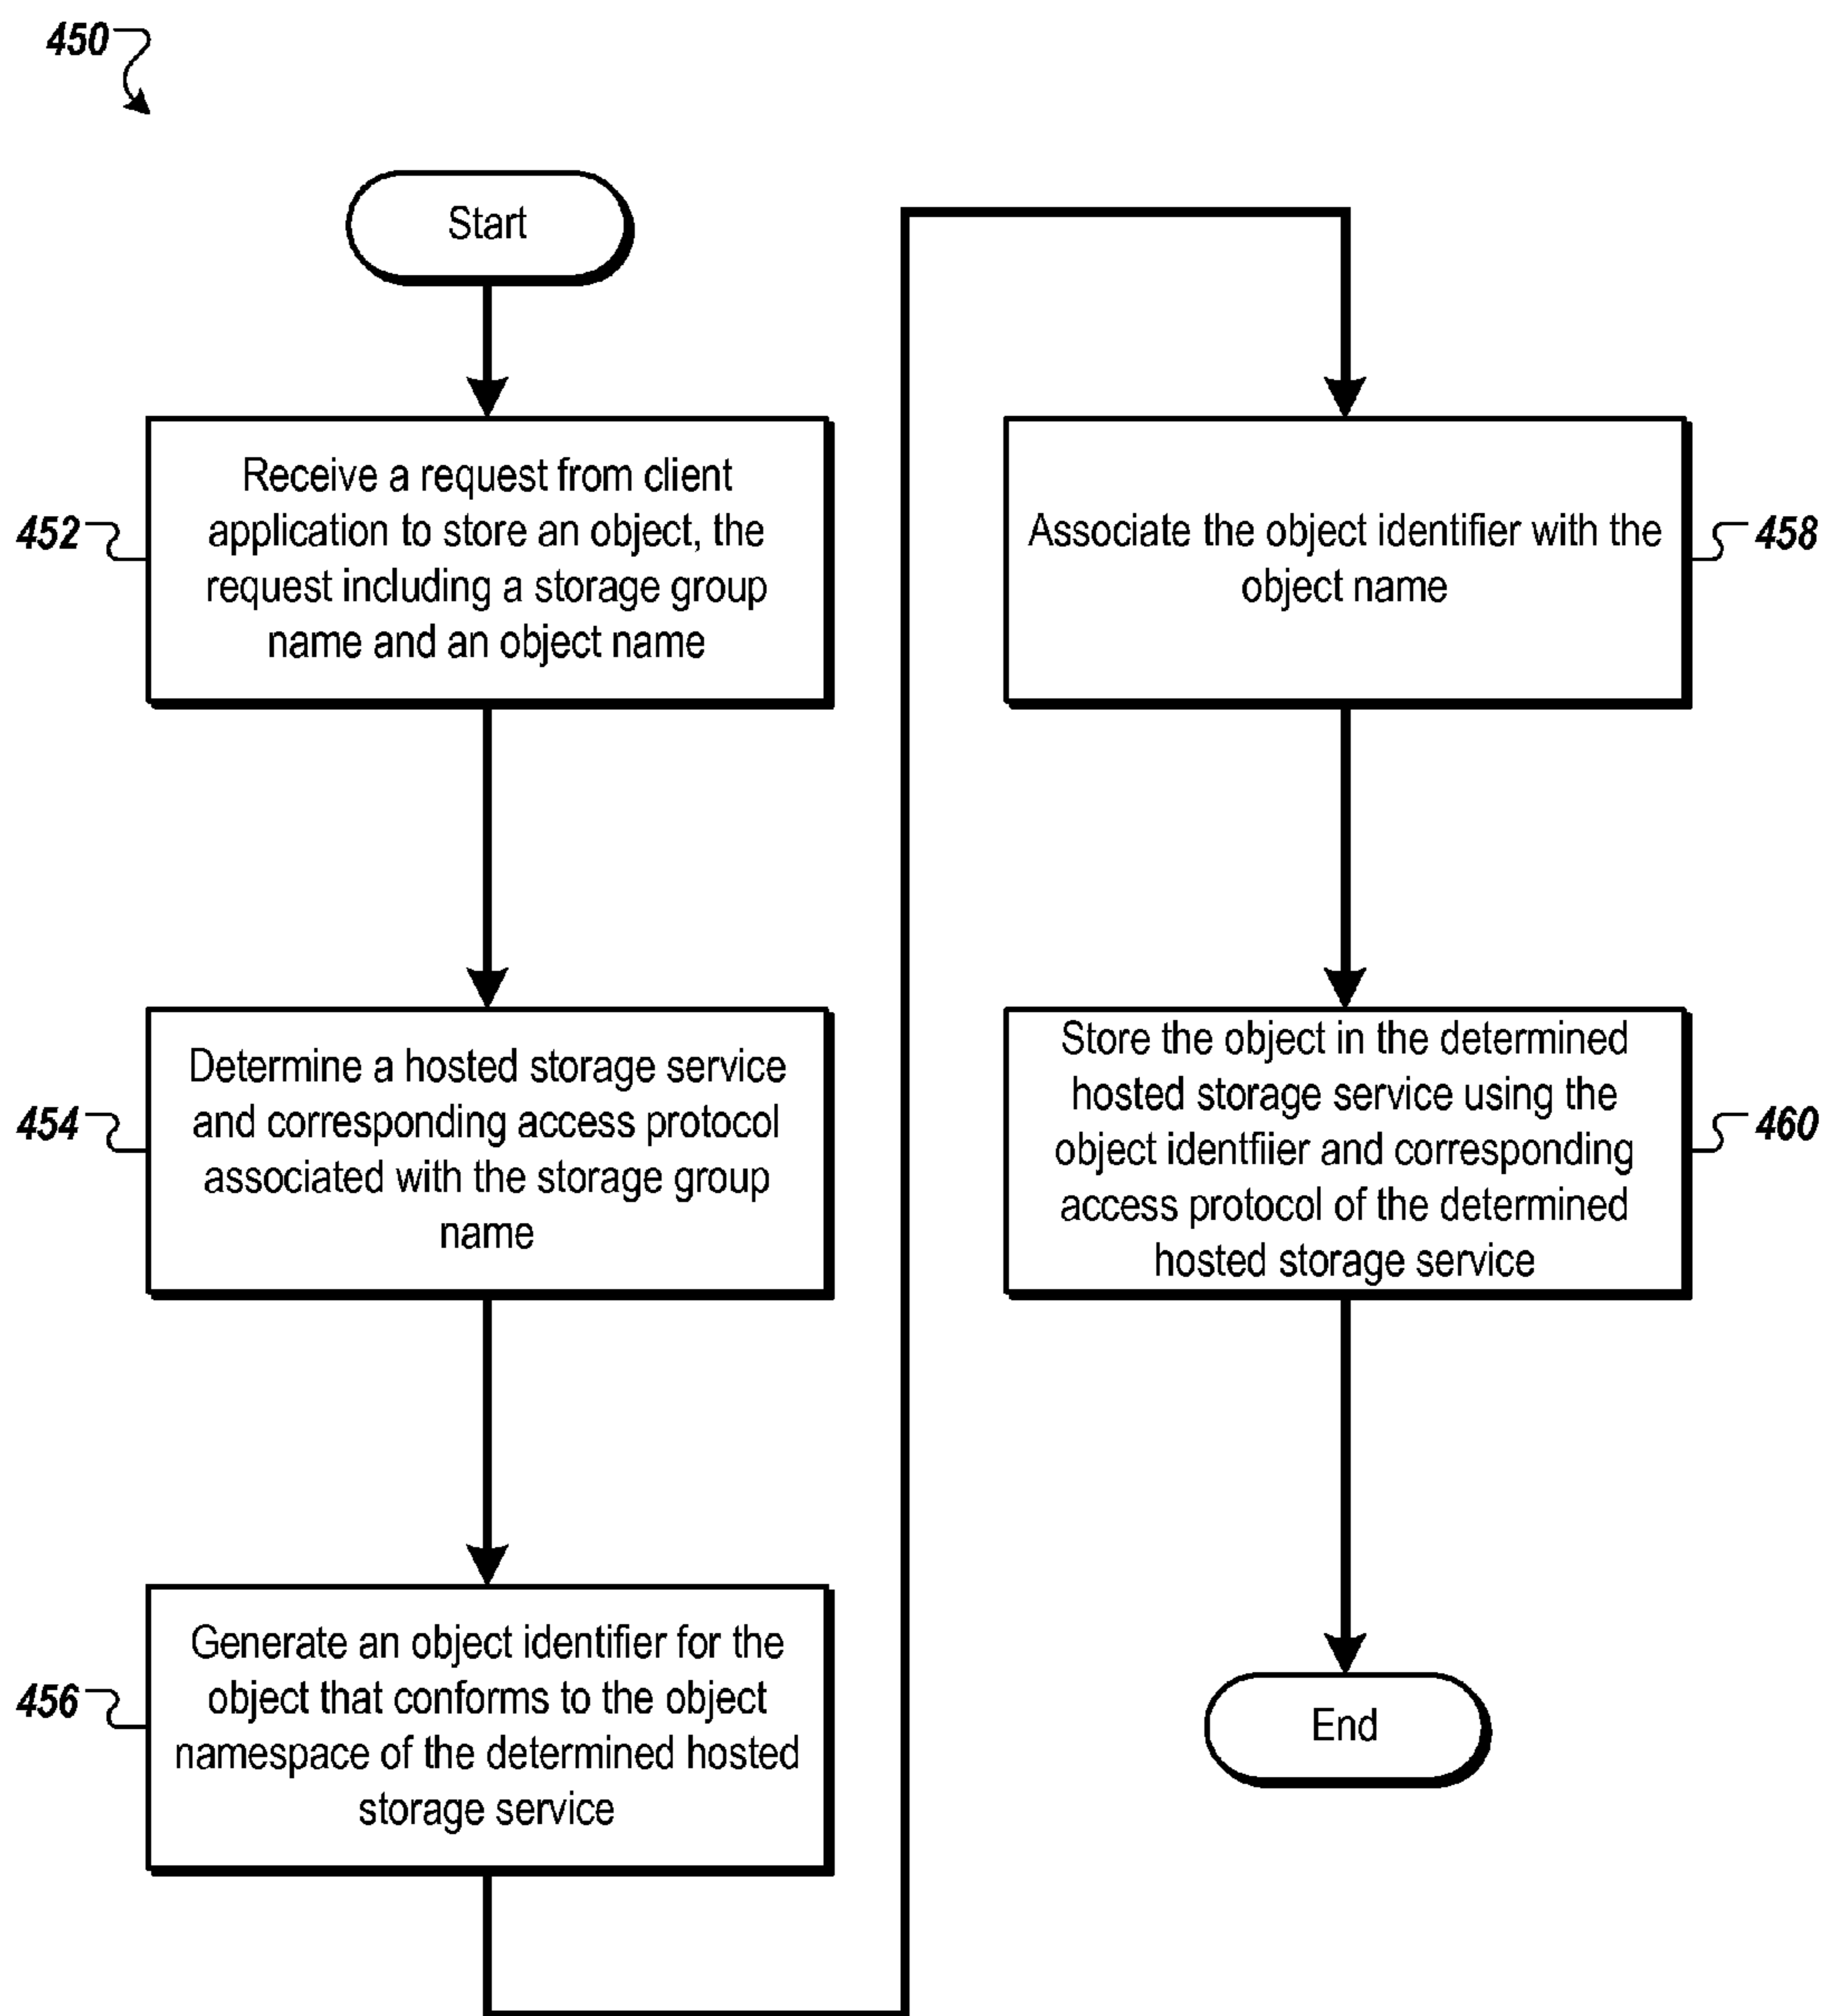 450
Start
452
Receive a request from client
application to store an object, the
request including a storage group
name and an object name
454
Determine a hosted storage service
and corresponding access protocol
associated with the storage group
name
456
Generate an object identifier for the
object that conforms to the object
namespace of the determined hosted
storage service
Associate the object identifier with the
object name
458
Store the object in the determined
hosted storage service using the
object identfiier and corresponding
access protocol of the determined
hosted storage service
460
End